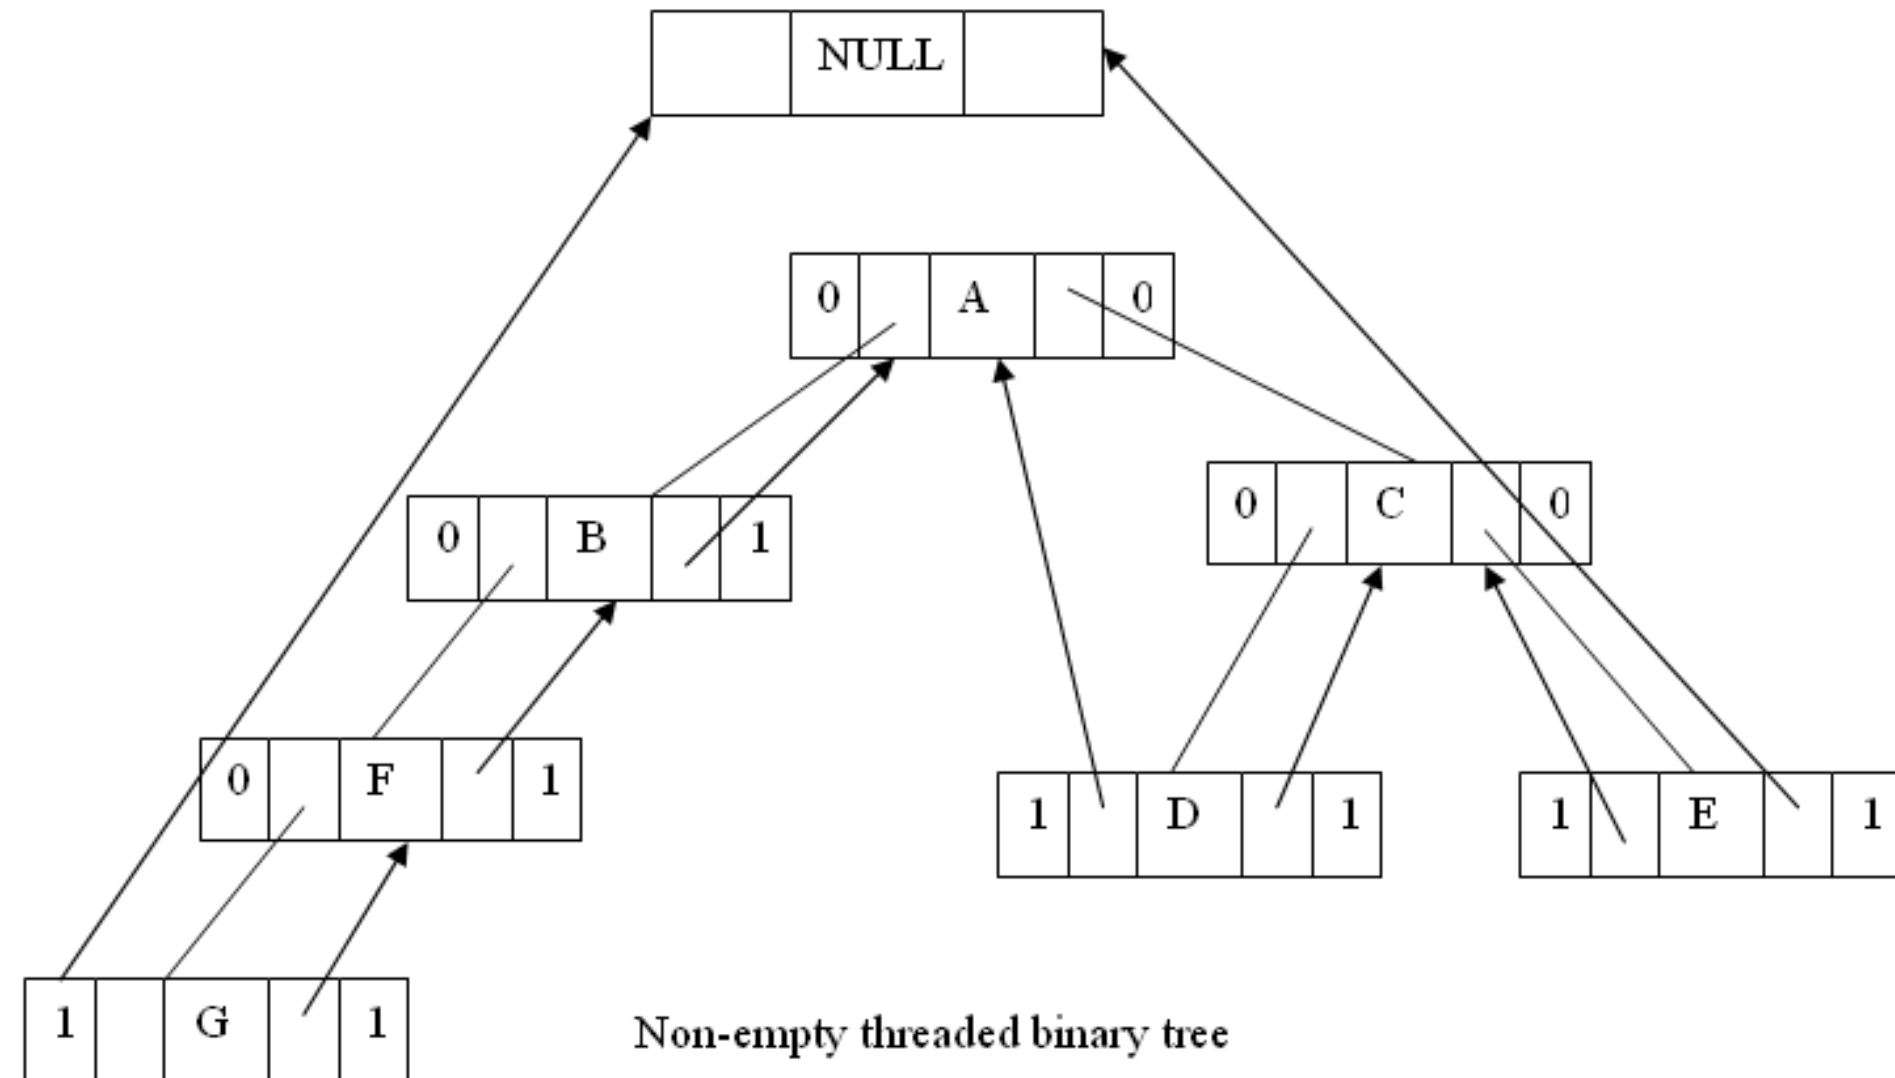 NULL
0 A 0
0 C 0
0 B 1
0 F 1
1 D 1
1 E 1
1 G 1
Non-empty threaded binary tree